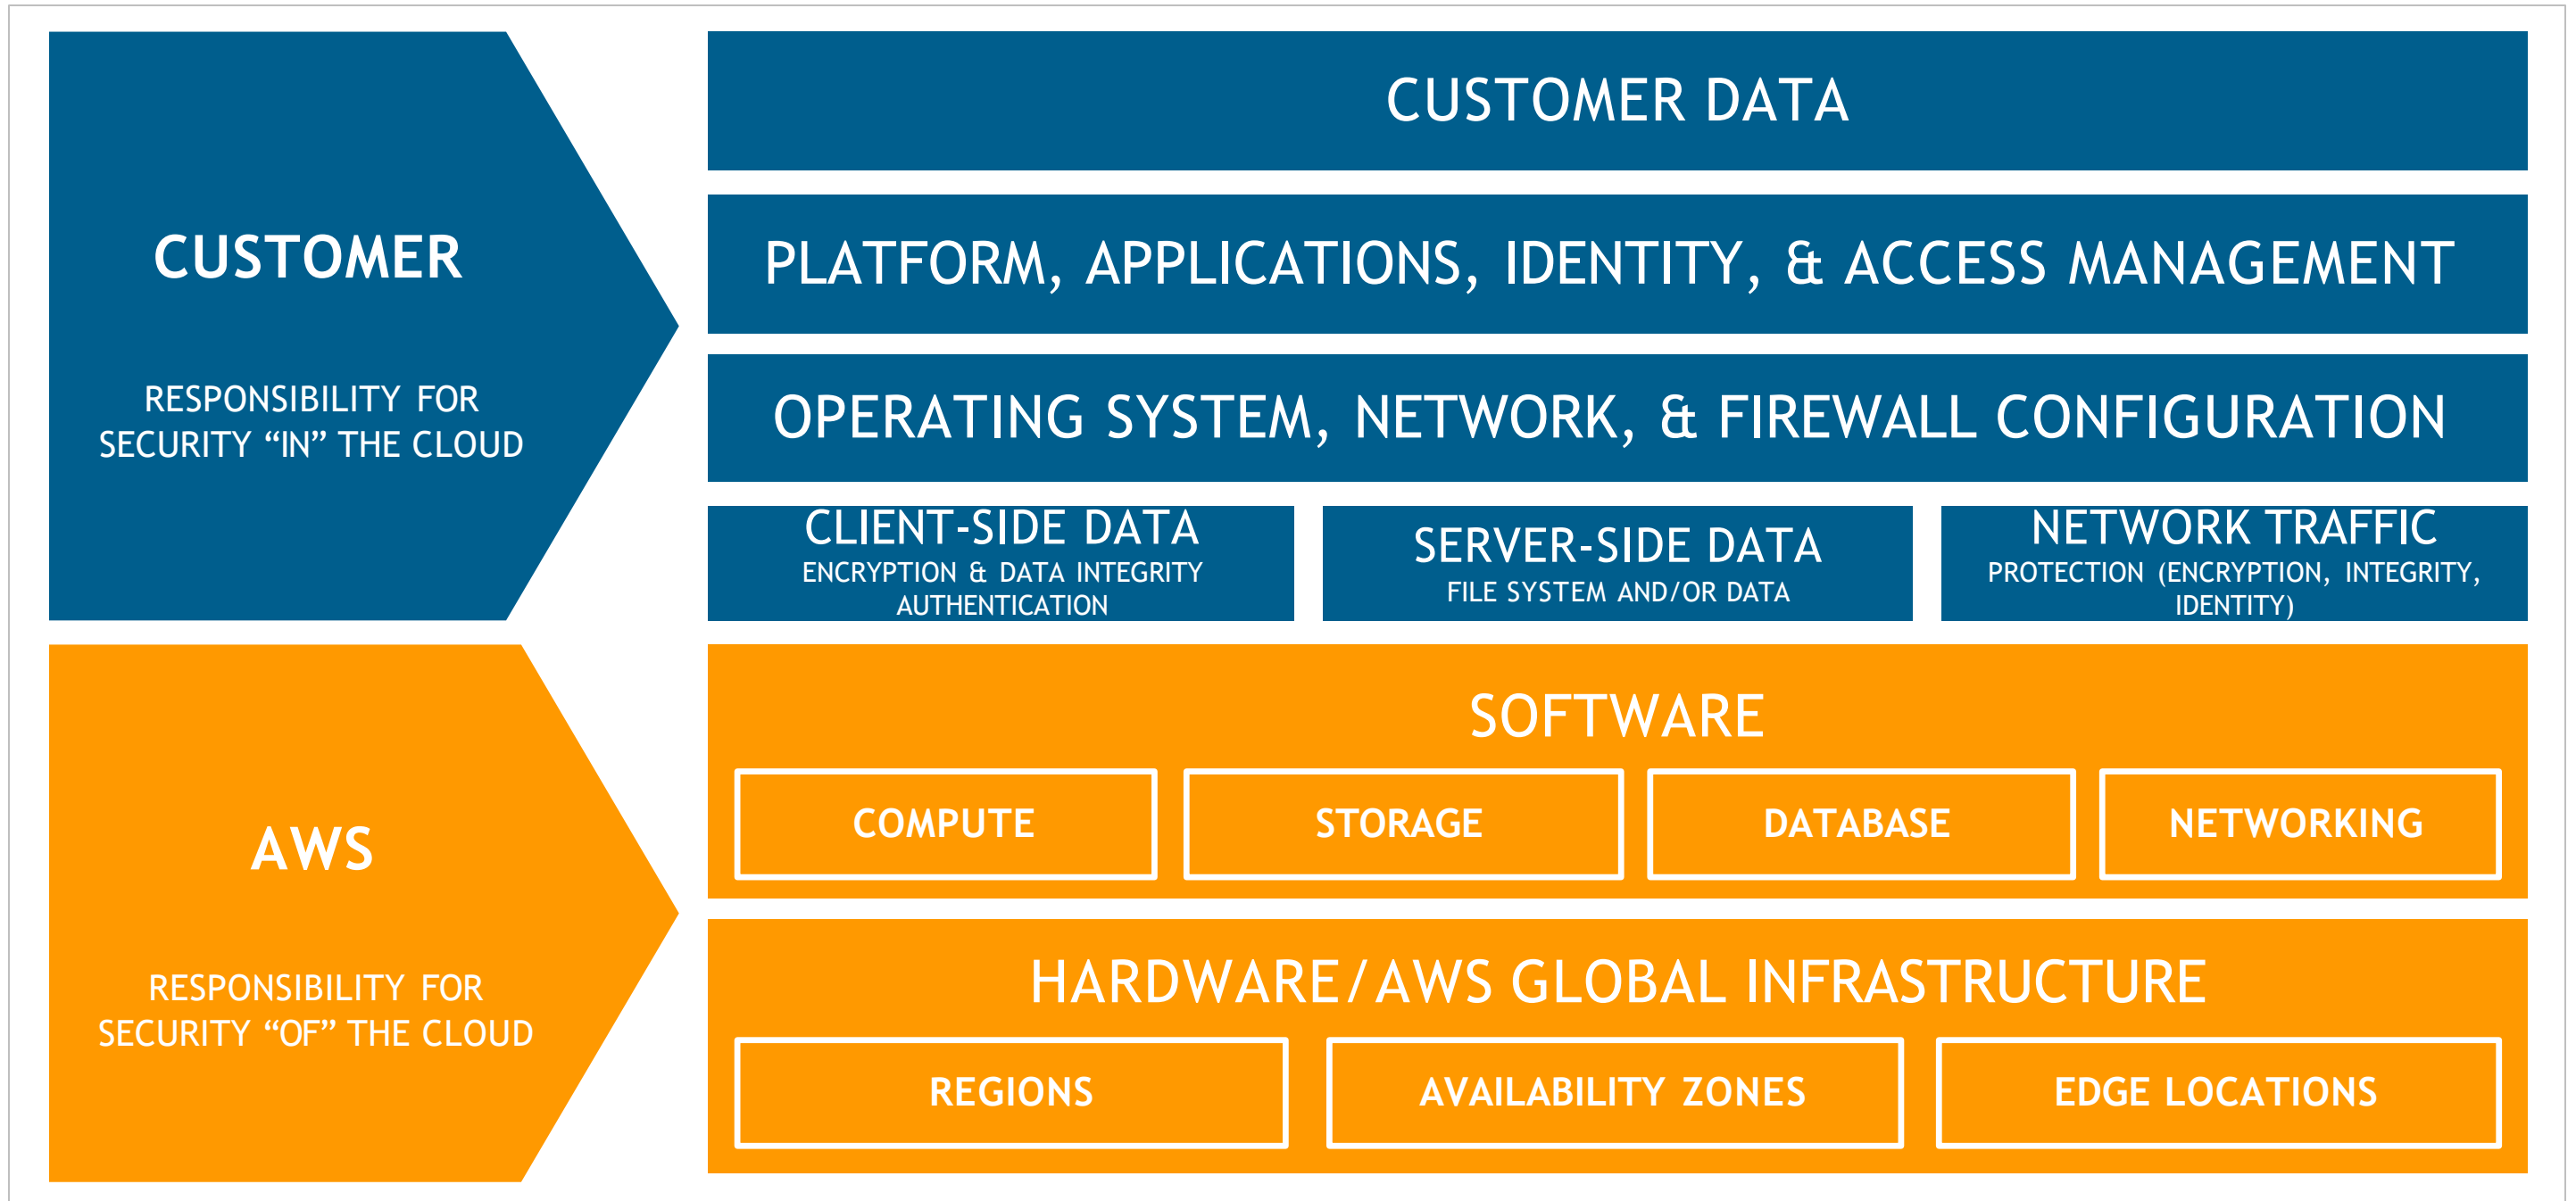 CUSTOMER
RESPONSIBILITY FOR
SECURITY “IN” THE CLOUD
CUSTOMER DATA
PLATFORM, APPLICATIONS, IDENTITY, & ACCESS MANAGEMENT
OPERATING SYSTEM, NETWORK, & FIREWALL CONFIGURATION
CLIENT-SIDE DATA
ENCRYPTION & DATA INTEGRITY
AUTHENTICATION
SERVER-SIDE DATA
FILE SYSTEM AND/OR DATA
NETWORK TRAFFIC
PROTECTION (ENCRYPTION, INTEGRITY,
IDENTITY)
AWS
RESPONSIBILITY FOR
SECURITY “OF” THE CLOUD
SOFTWARE
COMPUTE
STORAGE
DATABASE
NETWORKING
HARDWARE/AWS GLOBAL INFRASTRUCTURE
REGIONS
AVAILABILITY ZONES
EDGE LOCATIONS